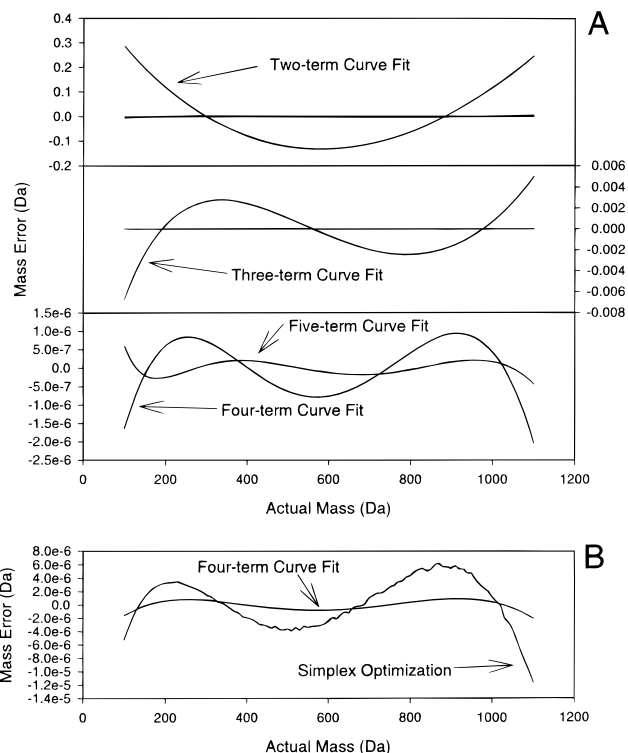 A
0.4
0.3
0.2
0.1
0.0
-0.1
-0.2
Two-term Curve Fit
0.006
0.004
0.002
0.000
-0.002
-0.004
-0.006
-0.008
Mass Error (Da)
Three-term Curve Fit
1.5e-6
1.0e-6
5.0e-7
0.0
-5.0e-7
-1.0e-6
-1.5e-6
-2.0e-6
-2.5e-6
Five-term Curve Fit
Four-term Curve Fit
0 200 400 600 800 1000 1200
Actual Mass (Da)
B
8.0e-6
6.0e-6
4.0e-6
2.0e-6
0.0
-2.0e-6
-4.0e-6
-6.0e-6
-8.0e-6
-1.0e-5
-1.2e-5
-1.4e-5
Mass Error (Da)
Four-term Curve Fit
Simplex Optimization
0 200 400 600 800 1000 1200
Actual Mass (Da)